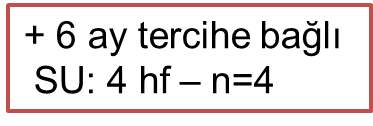 + 6 ay tercihe bağlı
SU: 4 hf – n=4